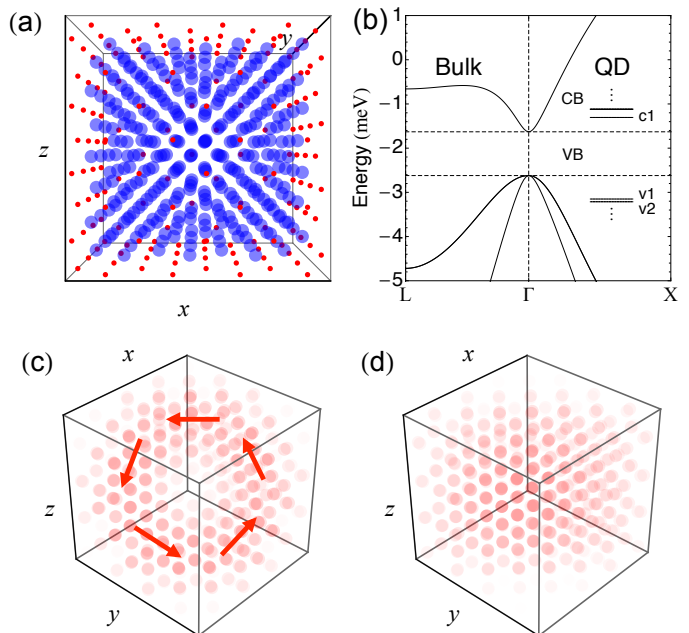 (a)
y
z
x
(b)
Energy (meV)
1
0
−1
−2
−3
−4
−5
Bulk
QD
CB
⋮
c1
VB
v1
v2
⋮
L
Γ
X
(c)
x
z
y
(d)
x
z
y